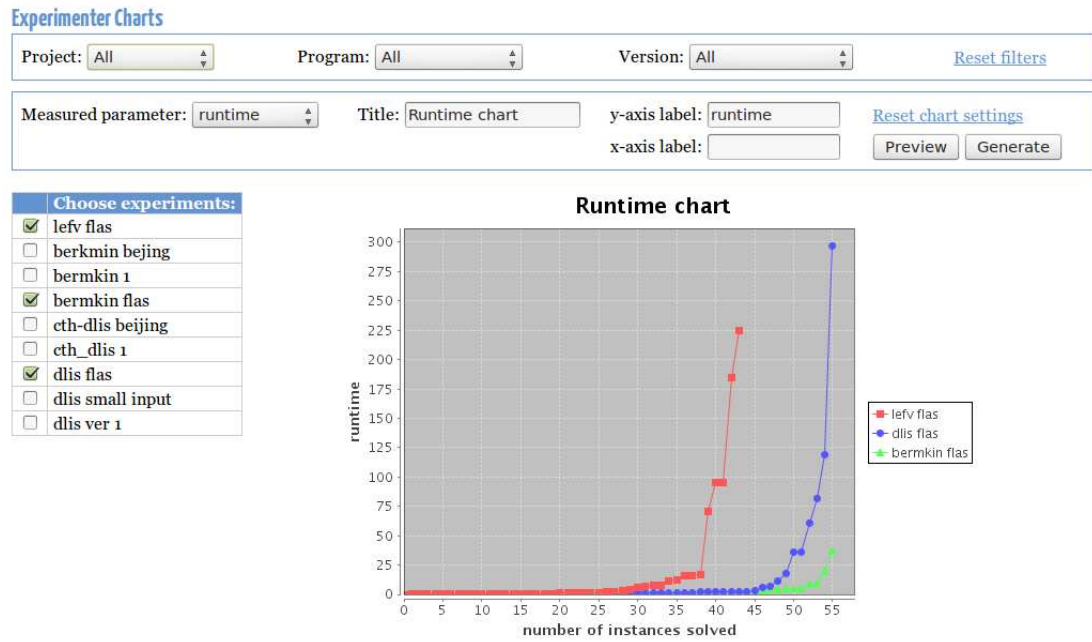 Experimenter Charts
Project: All Program: All Version: All Reset filters
Measured parameter: runtime Title: Runtime chart y-axis label: runtime Reset chart settings
x-axis label: Preview Generate
Choose experiments:
lefv flas
berkmin bejing
bermkin 1
bermkin flas
cth-dlis beijing
cth_dlis 1
dlis flas
dlis small input
dlis ver 1
Runtime chart
300
275
250
225
200
175
150
125
100
75
50
25
0
runtime
0 5 10 15 20 25 30 35 40 45 50 55
number of instances solved
lefv flas
dlis flas
bermkin flas